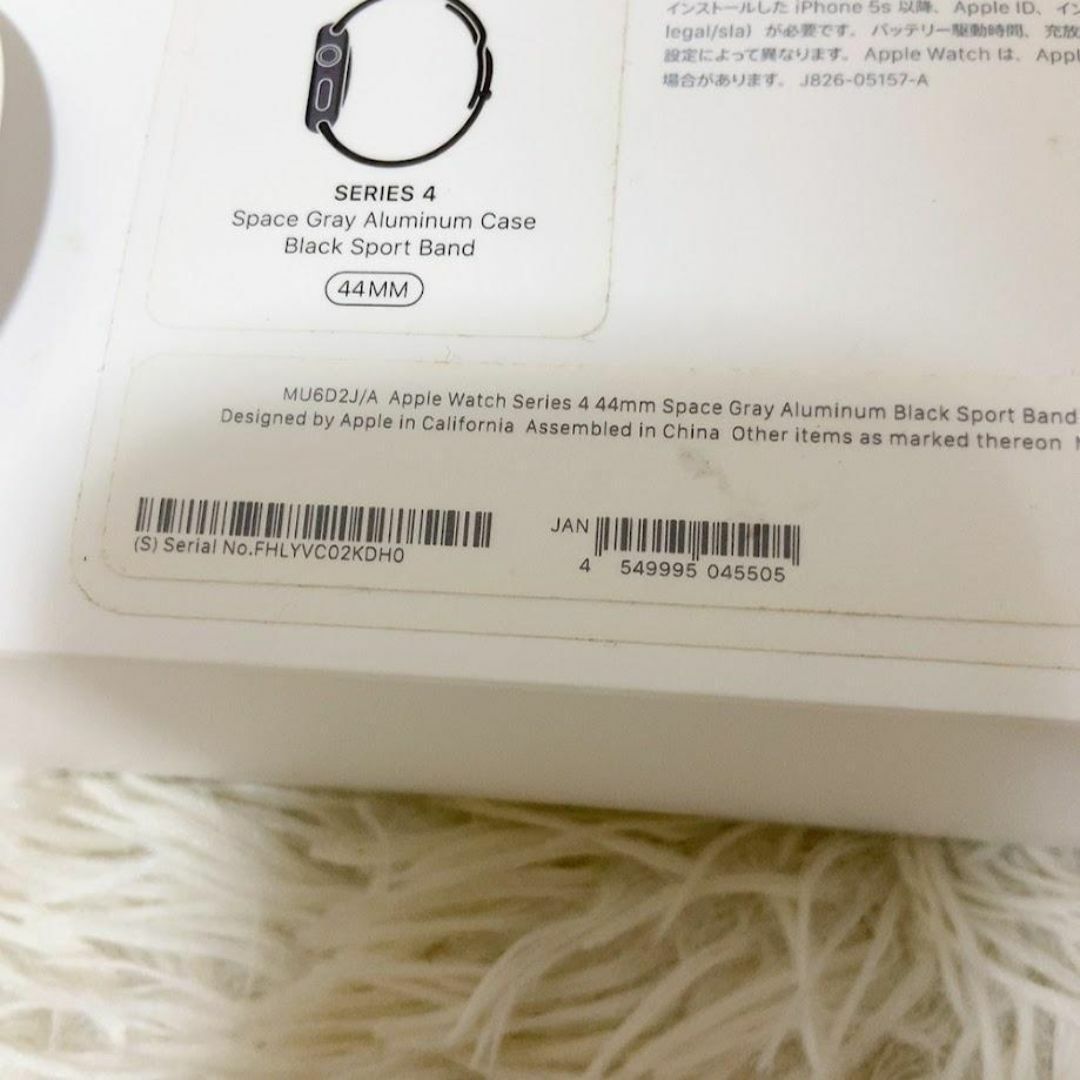 インストールした iPhone 5s 以降、Apple ID、イン
legal/sla）が必要です。バッテリー駆動時間、充放
設定によって異なります。Apple Watch は、Appl
場合があります。J826-05157-A
SERIES 4
Space Gray Aluminum Case
Black Sport Band
44MM
MU6D2J/A Apple Watch Series 4 44mm Space Gray Aluminum Black Sport Band
Designed by Apple in California Assembled in China Other items as marked thereon
(S) Serial No.FHLYVC02KDH0
JAN
4 549995 045505